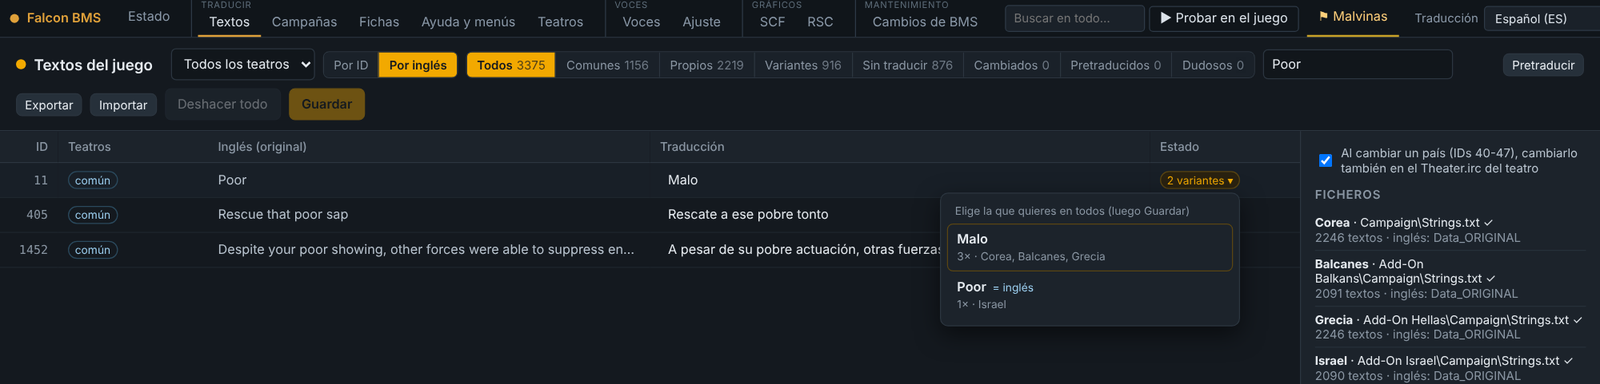 TRADUCIR
VOCES
GRÁFICOS
MANTENIMIENTO
Falcon BMS
Estado
Textos
Campañas
Fichas
Ayuda y menús
Teatros
Voces
Ajuste
SCF
RSC
Cambios de BMS
Buscar en todo...
▶ Probar en el juego
⚑ Malvinas
Traducción
Español (ES)
Textos del juego
Todos los teatros
Por ID
Por inglés
Todos 3375
Comunes 1156
Propios 2219
Variantes 916
Sin traducir 876
Cambiados 0
Pretraducidos 0
Dudosos 0
Poor
Pretraducir
Exportar
Importar
Deshacer todo
Guardar
ID
Teatros
Inglés (original)
Traducción
Estado
11
común
Poor
Malo
2 variantes ▾
405
común
Rescue that poor sap
Rescate a ese pobre tonto
1452
común
Despite your poor showing, other forces were able to suppress en...
A pesar de su pobre actuación, otras fuerzas
Elige la que quieres en todos (luego Guardar)
Malo
3× · Corea, Balcanes, Grecia
Poor = inglés
1× · Israel
Al cambiar un país (IDs 40-47), cambiarlo
también en el Theater.irc del teatro
FICHEROS
Corea · Campaign\Strings.txt ✓
2246 textos · inglés: Data_ORIGINAL
Balcanes · Add-On
Balkans\Campaign\Strings.txt ✓
2091 textos · inglés: Data_ORIGINAL
Grecia · Add-On Hellas\Campaign\Strings.txt ✓
2246 textos · inglés: Data_ORIGINAL
Israel · Add-On Israel\Campaign\Strings.txt ✓
2090 textos · inglés: Data_ORIGINAL